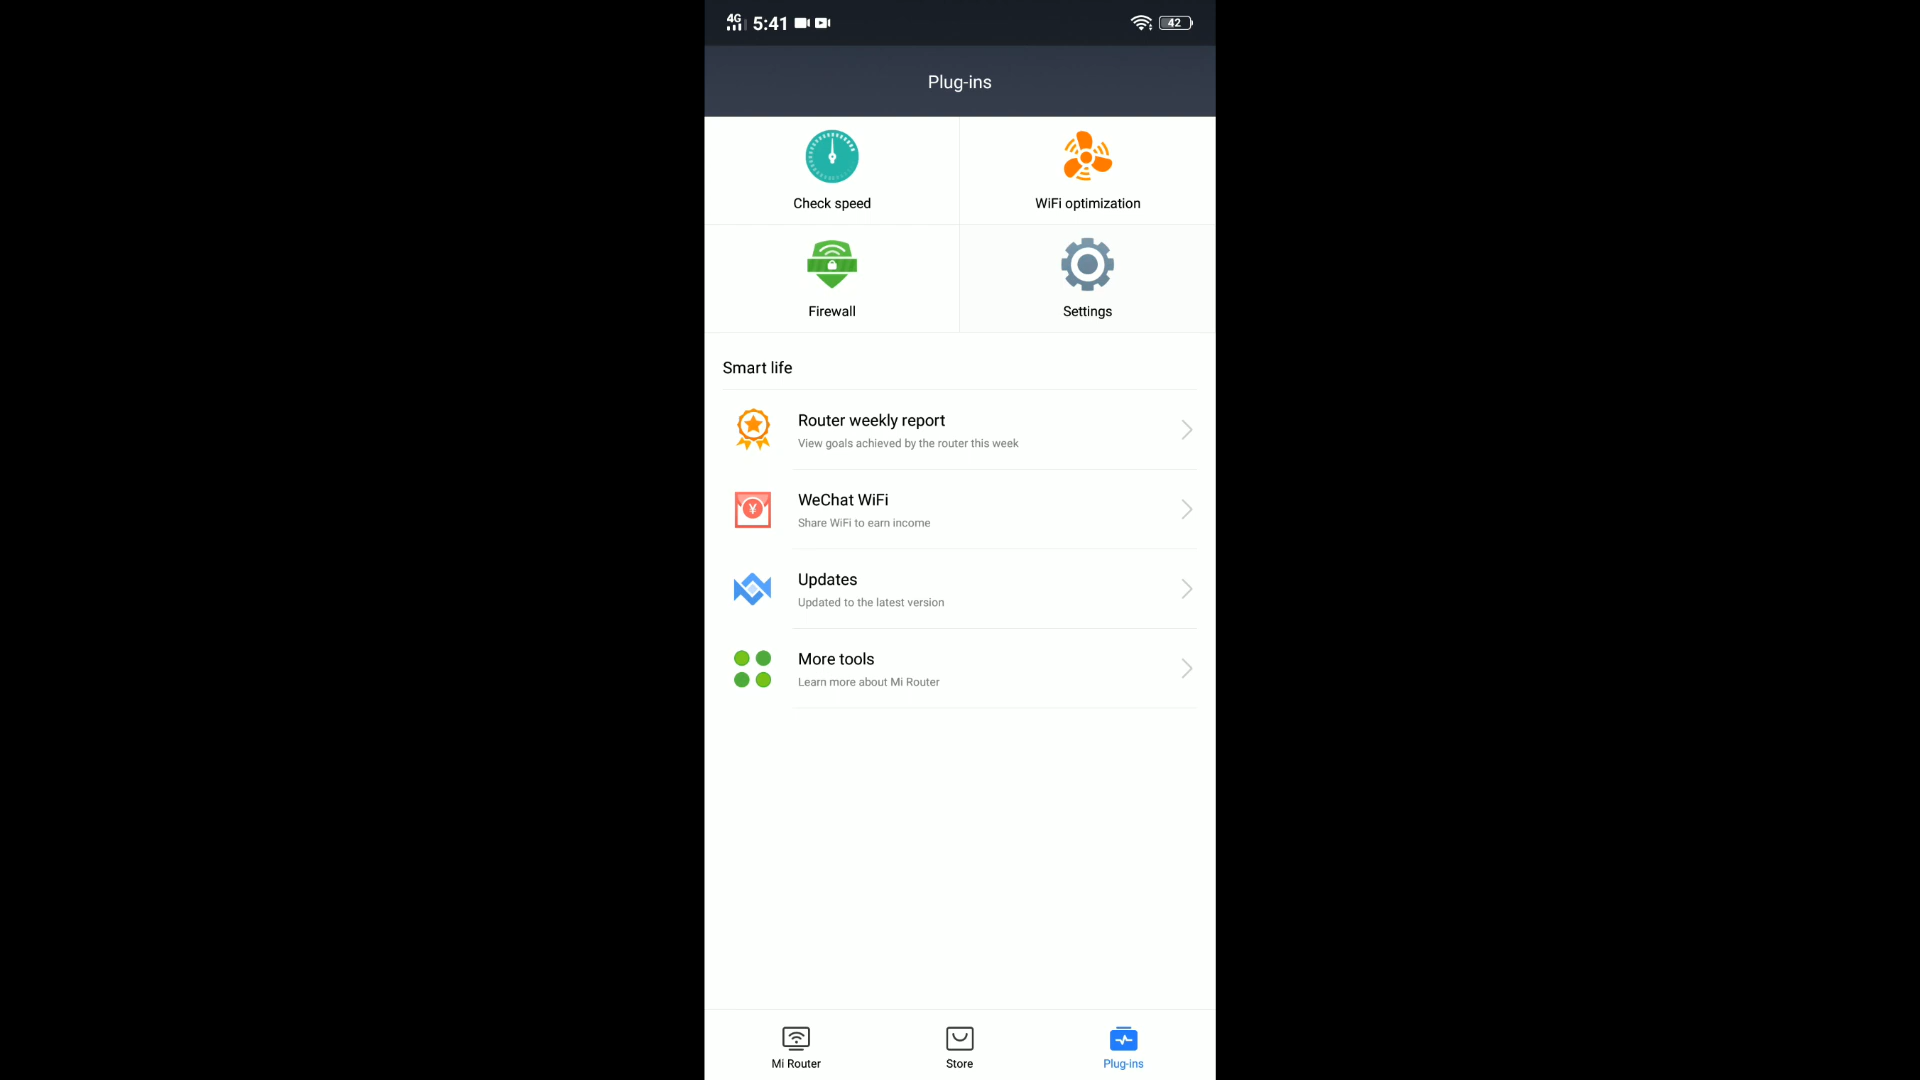 4G 5:41 42
Plug-ins
Check speed
WiFi optimization
Firewall
Settings
Smart life
Router weekly report
View goals achieved by the router this week
¥
WeChat WiFi
Share WiFi to earn income
Updates
Updated to the latest version
More tools
Learn more about Mi Router
Mi Router
Store
Plug-ins